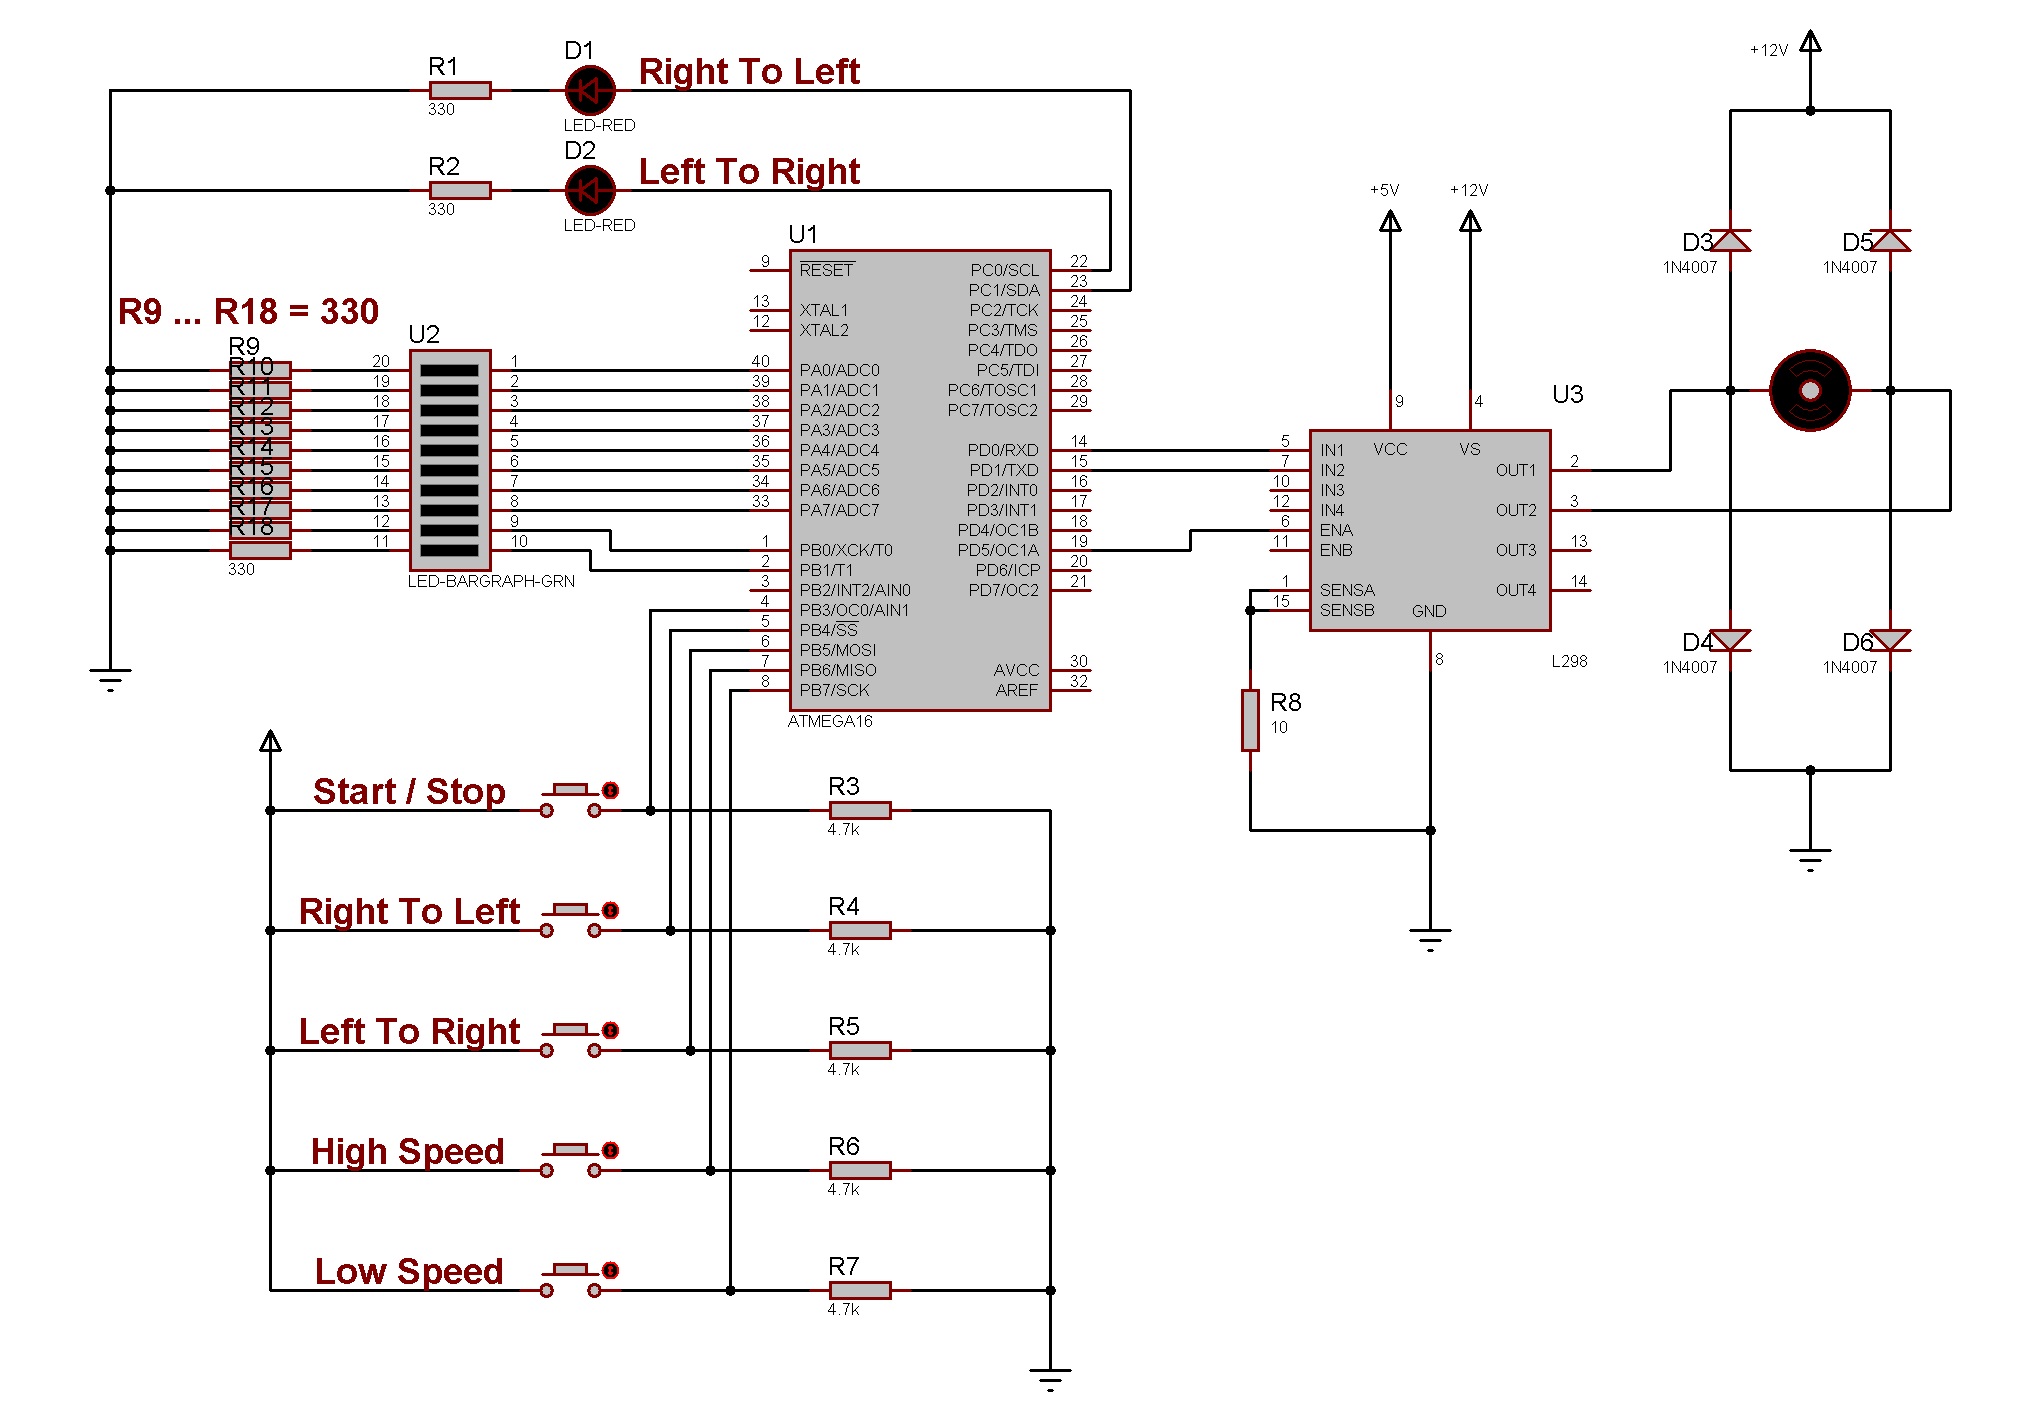 D1
R1
Right To Left
330
LED-RED
D2
R2
Left To Right
330
LED-RED
+12V
+5V
+12V
U1
D3
1N4007
D5
1N4007
R9 ... R18 = 330
U2
R9
R10
R11
R12
R13
R14
R15
R16
R17
R18
330
20
19
18
17
16
15
14
13
12
11
1
2
3
4
5
6
7
8
9
10
LED-BARGRAPH-GRN
9 RESET
13 XTAL1
12 XTAL2
40 PA0/ADC0
39 PA1/ADC1
38 PA2/ADC2
37 PA3/ADC3
36 PA4/ADC4
35 PA5/ADC5
34 PA6/ADC6
33 PA7/ADC7
1 PB0/XCK/T0
2 PB1/T1
3 PB2/INT2/AIN0
4 PB3/OC0/AIN1
5 PB4/SS
6 PB5/MOSI
7 PB6/MISO
8 PB7/SCK
PC0/SCL 22
PC1/SDA 23
PC2/TCK 24
PC3/TMS 25
PC4/TDO 26
PC5/TDI 27
PC6/TOSC1 28
PC7/TOSC2 29
PD0/RXD 14
PD1/TXD 15
PD2/INT0 16
PD3/INT1 17
PD4/OC1B 18
PD5/OC1A 19
PD6/ICP 20
PD7/OC2 21
AVCC 30
AREF 32
ATMEGA16
U3
9
4
VCC
VS
5 IN1
7 IN2
10 IN3
12 IN4
6 ENA
11 ENB
1 SENSA
15 SENSB
GND
8
OUT1 2
OUT2 3
OUT3 13
OUT4 14
L298
D4
1N4007
D6
1N4007
R8
10
Start / Stop
R3
4.7k
Right To Left
R4
4.7k
Left To Right
R5
4.7k
High Speed
R6
4.7k
Low Speed
R7
4.7k